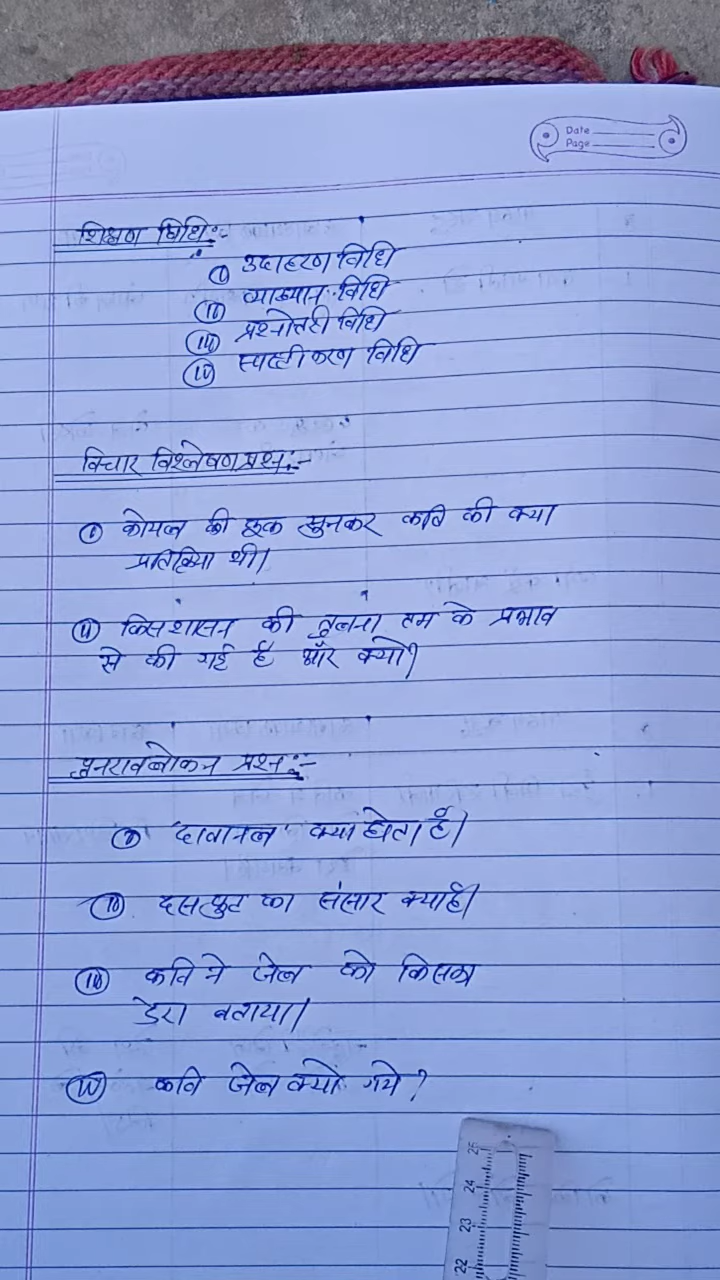 Date
Page
शिक्षण विधि:-
(i) उदाहरण विधि
(ii) व्याख्यान विधि
(iii) प्रश्नोत्तरी विधि
(iv) स्पष्टीकरण विधि
विचार विश्लेषण प्रश्न:-
(i) कोयल की हूक सुनकर कवि की क्या
प्रतिक्रिया थी।
(ii) किस शासन की तुलना तम के प्रभाव
से की गई है और क्यों?
पुनरावलोकन प्रश्न:-
(i) दावानल क्या होता है।
(ii) दस फुट का संसार क्या है।
(iii) कवि ने जेल को किसका
डेरा बताया।
(iv) कवि जेल क्यों गये?
25
24
23
22